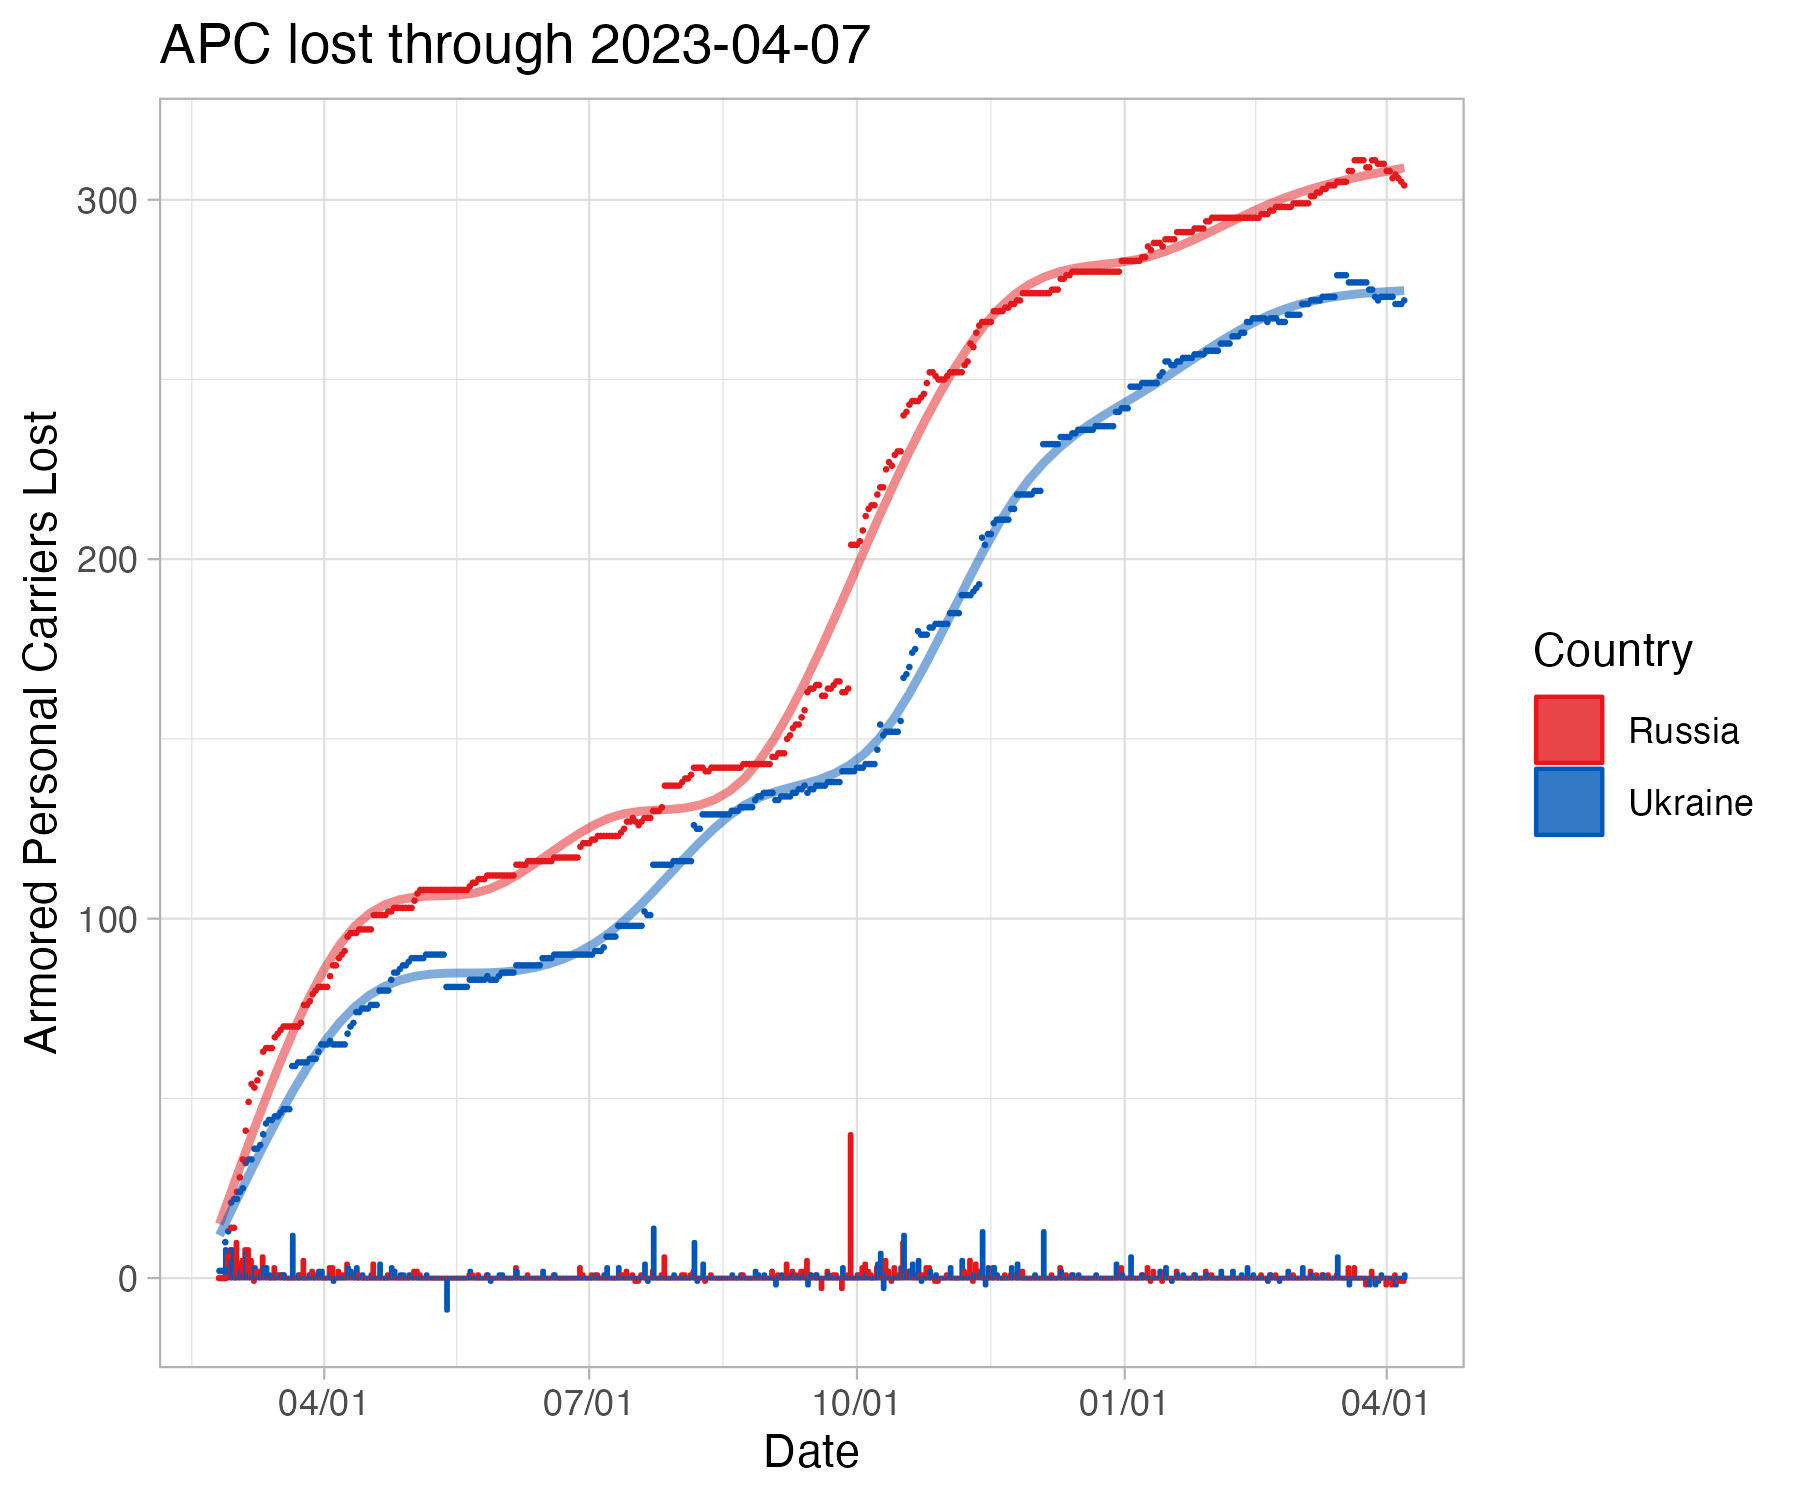 APC lost through 2023-04-07
Armored Personal Carriers Lost
300
200
100
0
04/01
07/01
10/01
01/01
04/01
Date
Country
Russia
Ukraine